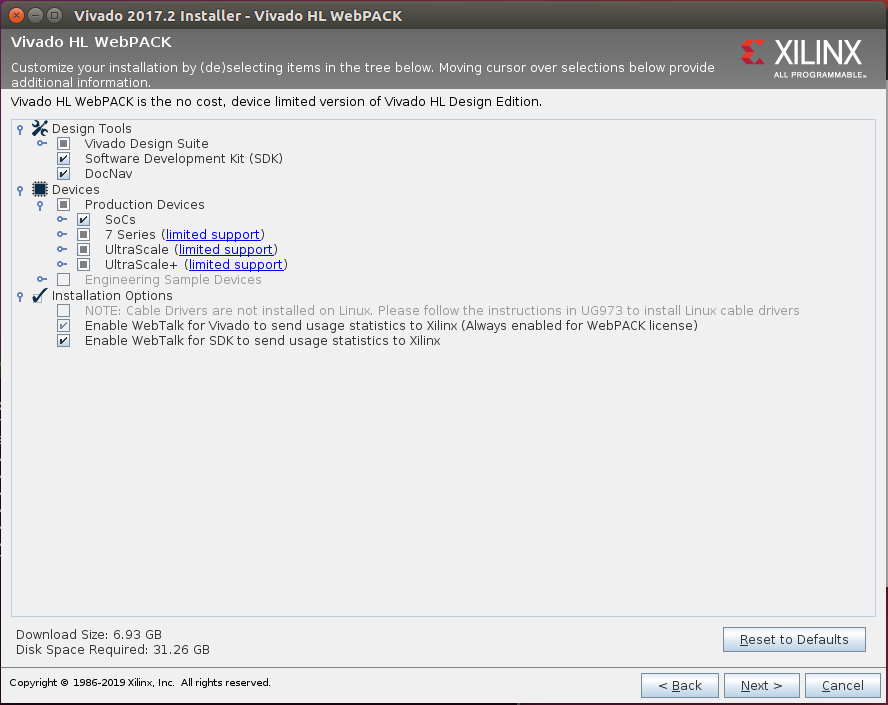 Vivado 2017.2 Installer - Vivado HL WebPACK
Vivado HL WebPACK
Customize your installation by (de)selecting items in the tree below. Moving cursor over selections below provide
additional information.
XILINX
ALL PROGRAMMABLE™
Vivado HL WebPACK is the no cost, device limited version of Vivado HL Design Edition.
Design Tools
Vivado Design Suite
Software Development Kit (SDK)
DocNav
Devices
Production Devices
SoCs
7 Series (limited support)
UltraScale (limited support)
UltraScale+ (limited support)
Engineering Sample Devices
Installation Options
NOTE: Cable Drivers are not installed on Linux. Please follow the instructions in UG973 to install Linux cable drivers
Enable WebTalk for Vivado to send usage statistics to Xilinx (Always enabled for WebPACK license)
Enable WebTalk for SDK to send usage statistics to Xilinx
Download Size: 6.93 GB
Disk Space Required: 31.26 GB
Reset to Defaults
Copyright © 1986-2019 Xilinx, Inc. All rights reserved.
< Back
Next >
Cancel